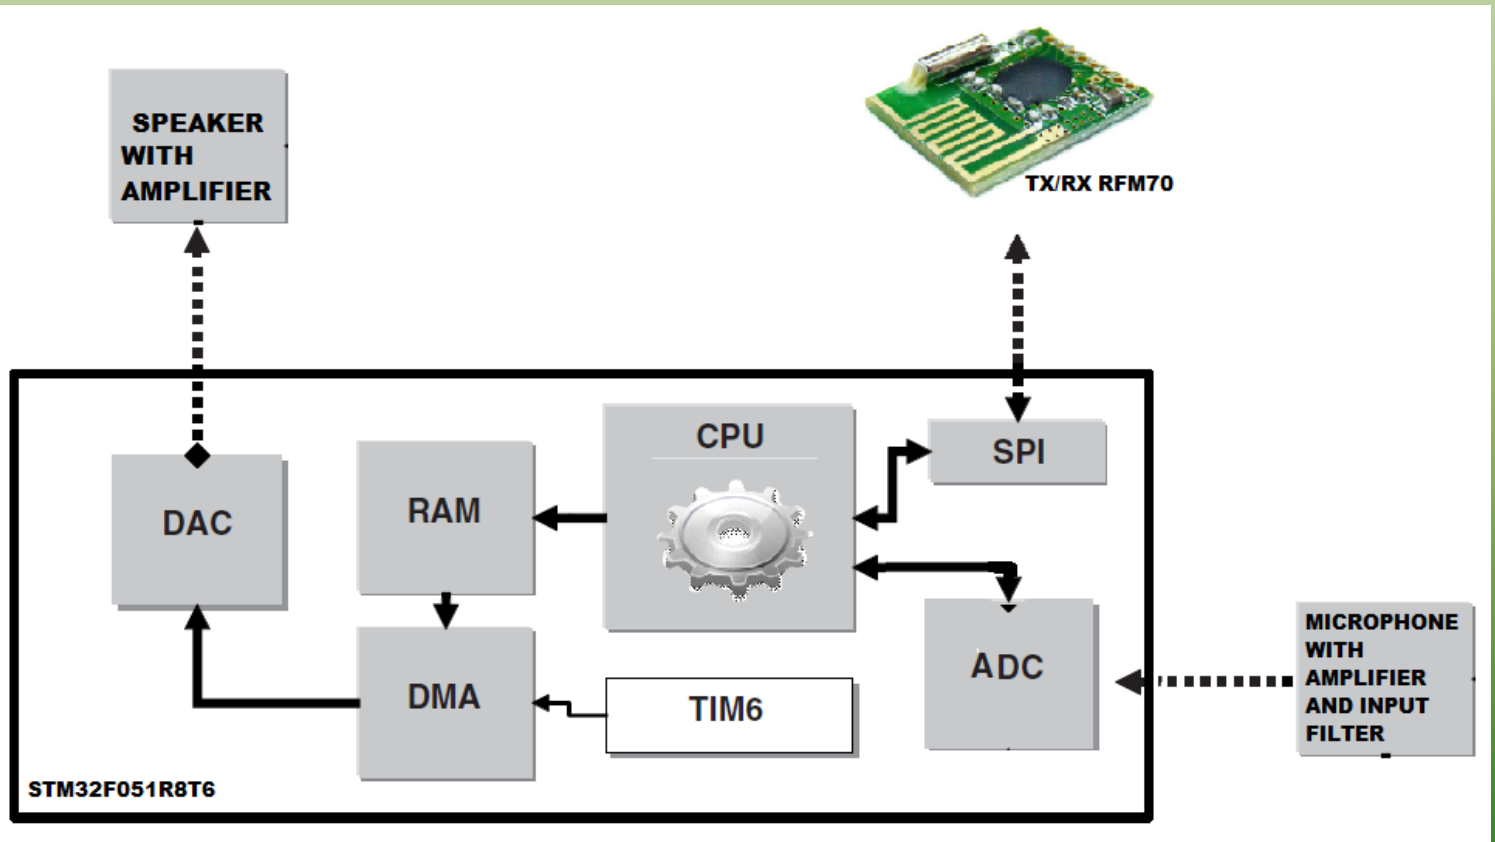 SPEAKER
WITH
AMPLIFIER
TX/RX RFM70
CPU
SPI
RAM
DAC
MICROPHONE
WITH
AMPLIFIER
AND INPUT
FILTER
ADC
DMA
TIM6
STM32F051R8T6